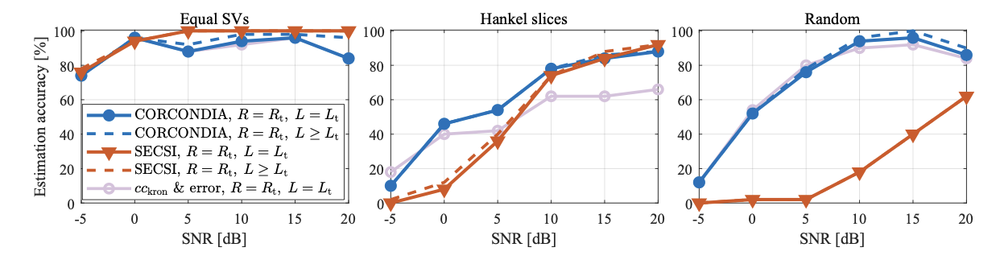 Equal SVs
Hankel slices
Random
Estimation accuracy [%]
100
80
60
40
20
0
-5 0 5 10 15 20
SNR [dB]
CORCONDIA, R = Rt, L = Lt
CORCONDIA, R = Rt, L ≥ Lt
SECSI, R = Rt, L = Lt
SECSI, R = Rt, L ≥ Lt
cckron & error, R = Rt, L = Lt
100
80
60
40
20
0
-5 0 5 10 15 20
SNR [dB]
100
80
60
40
20
0
-5 0 5 10 15 20
SNR [dB]